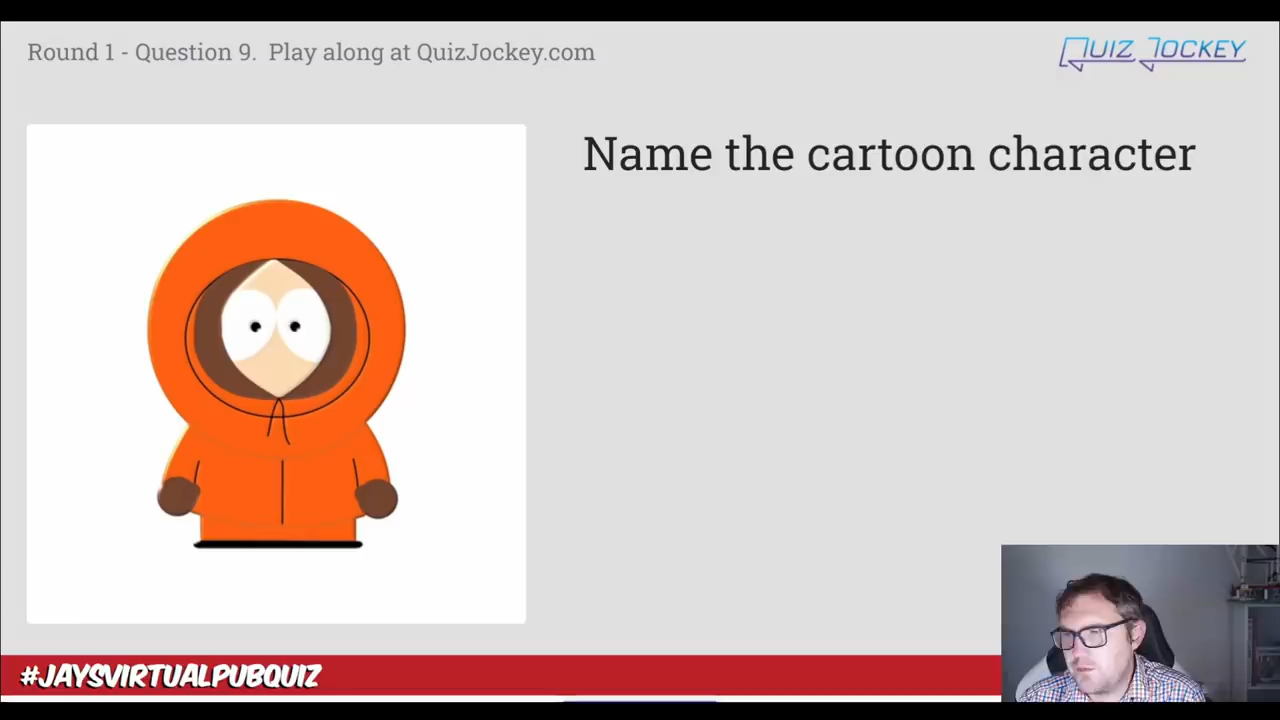 Round 1 - Question 9.  Play along at QuizJockey.com
QUIZ JOCKEY
Name the cartoon character
#JAYSVIRTUALPUBQUIZ